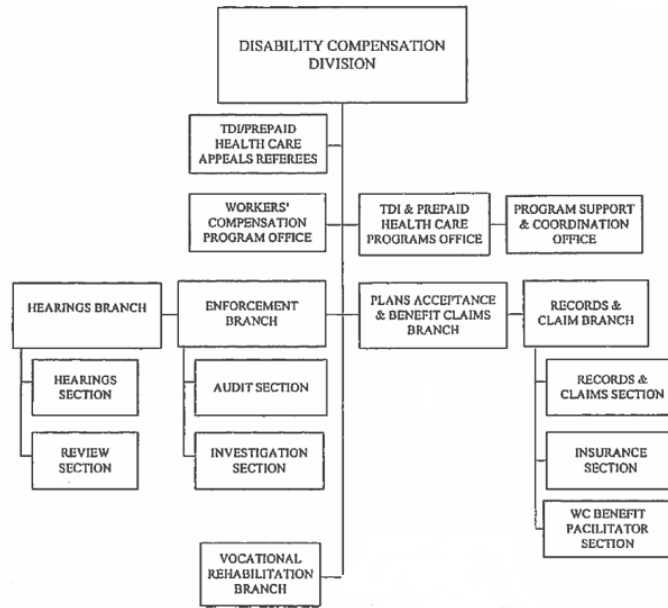 DISABILITY COMPENSATION
DIVISION
TDI/PREPAID
HEALTH CARE
APPEALS REFEREES
WORKERS'
COMPENSATION
PROGRAM OFFICE
TDI & PREPAID
HEALTH CARE
PROGRAMS OFFICE
PROGRAM SUPPORT
& COORDINATION
OFFICE
HEARINGS BRANCH
ENFORCEMENT
BRANCH
PLANS ACCEPTANCE
& BENEFIT CLAIMS
BRANCH
RECORDS &
CLAIM BRANCH
HEARINGS
SECTION
AUDIT SECTION
RECORDS &
CLAIMS SECTION
REVIEW
SECTION
INVESTIGATION
SECTION
INSURANCE
SECTION
WC BENEFIT
PACILITATOR
SECTION
VOCATIONAL
REHABILITATION
BRANCH